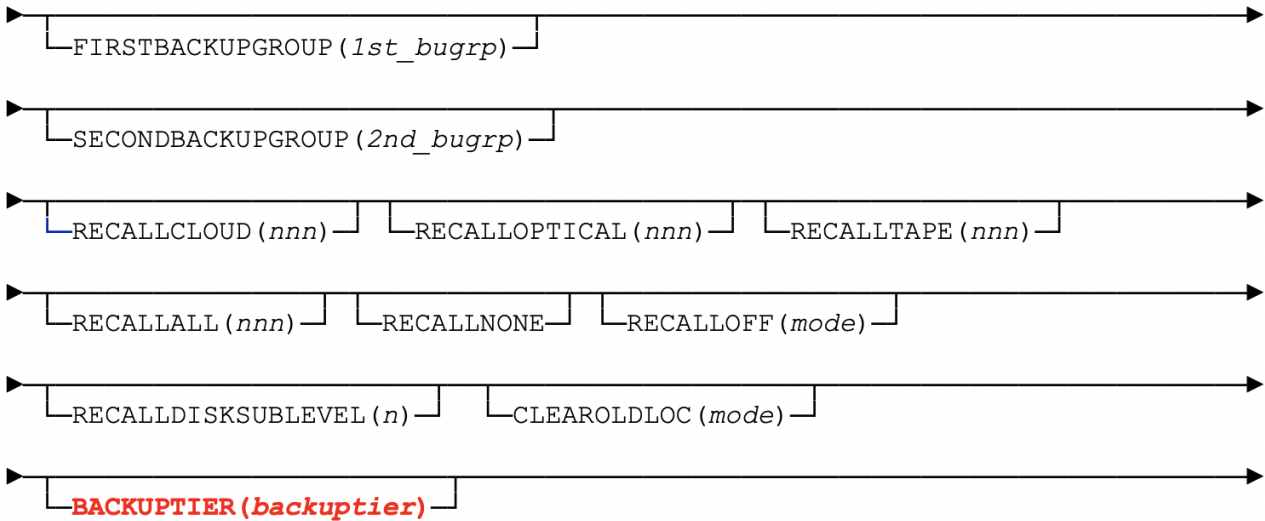 FIRSTBACKUPGROUP(1st_bugrp)
SECONDBACKUPGROUP(2nd_bugrp)
RECALLCLOUD(nnn) RECALLOPTICAL(nnn) RECALLTAPE(nnn)
RECALLALL(nnn) RECALLNONE RECALLOFF(mode)
RECALLDISKSUBLEVEL(n) CLEAROLDLOC(mode)
BACKUPTIER(backuptier)